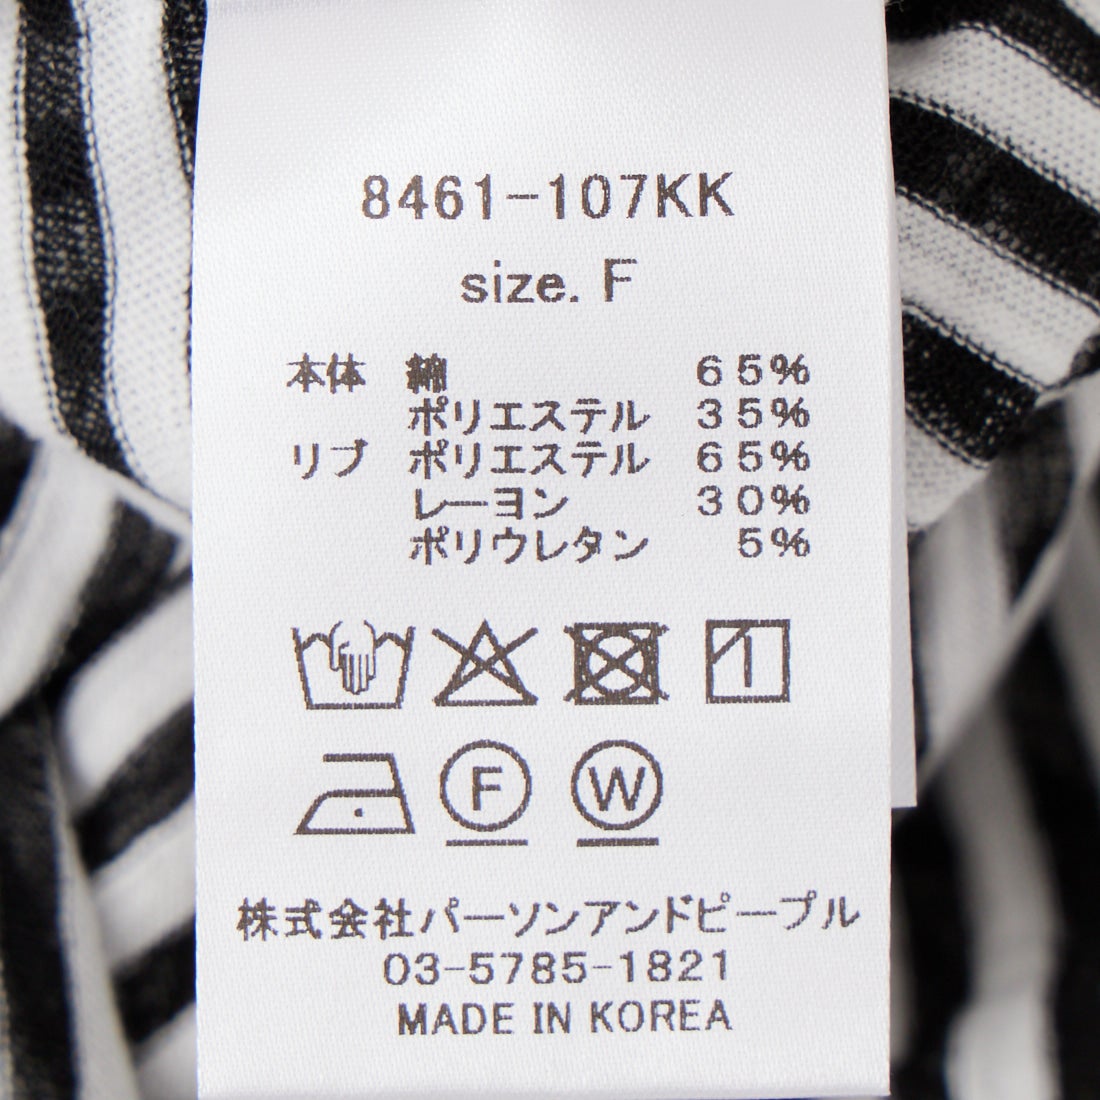 8461-107KK
size. F
本体 綿 65%
ポリエステル 35%
リブ ポリエステル 65%
レーヨン 30%
ポリウレタン 5%
F W
株式会社パーソンアンドピープル
03-5785-1821
MADE IN KOREA